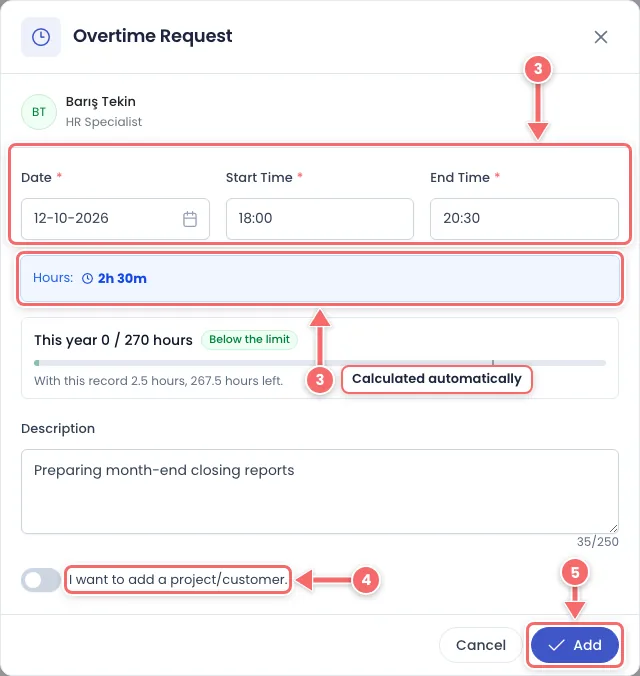 Overtime Request
3
BT
Barış Tekin
HR Specialist
Date *
Start Time *
End Time *
12-10-2026
18:00
20:30
Hours: 2h 30m
This year 0 / 270 hours
Below the limit
With this record 2.5 hours, 267.5 hours left.
3
Calculated automatically
Description
Preparing month-end closing reports
35/250
I want to add a project/customer.
4
5
Cancel
Add